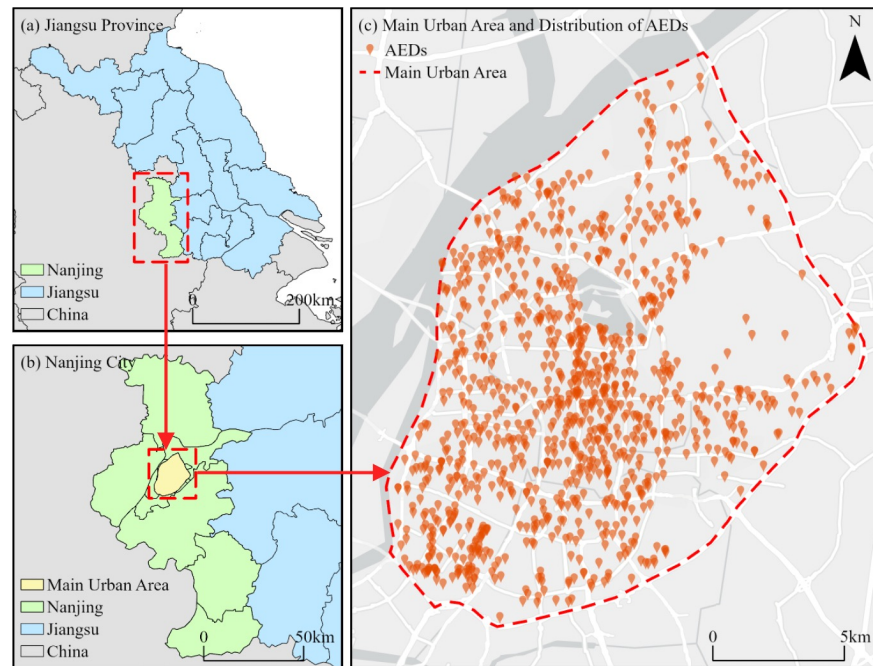 (a) Jiangsu Province
Nanjing
Jiangsu
China
0 200km
(b) Nanjing City
Main Urban Area
Nanjing
Jiangsu
China
0 50km
(c) Main Urban Area and Distribution of AEDs
AEDs
Main Urban Area
N
0 5km